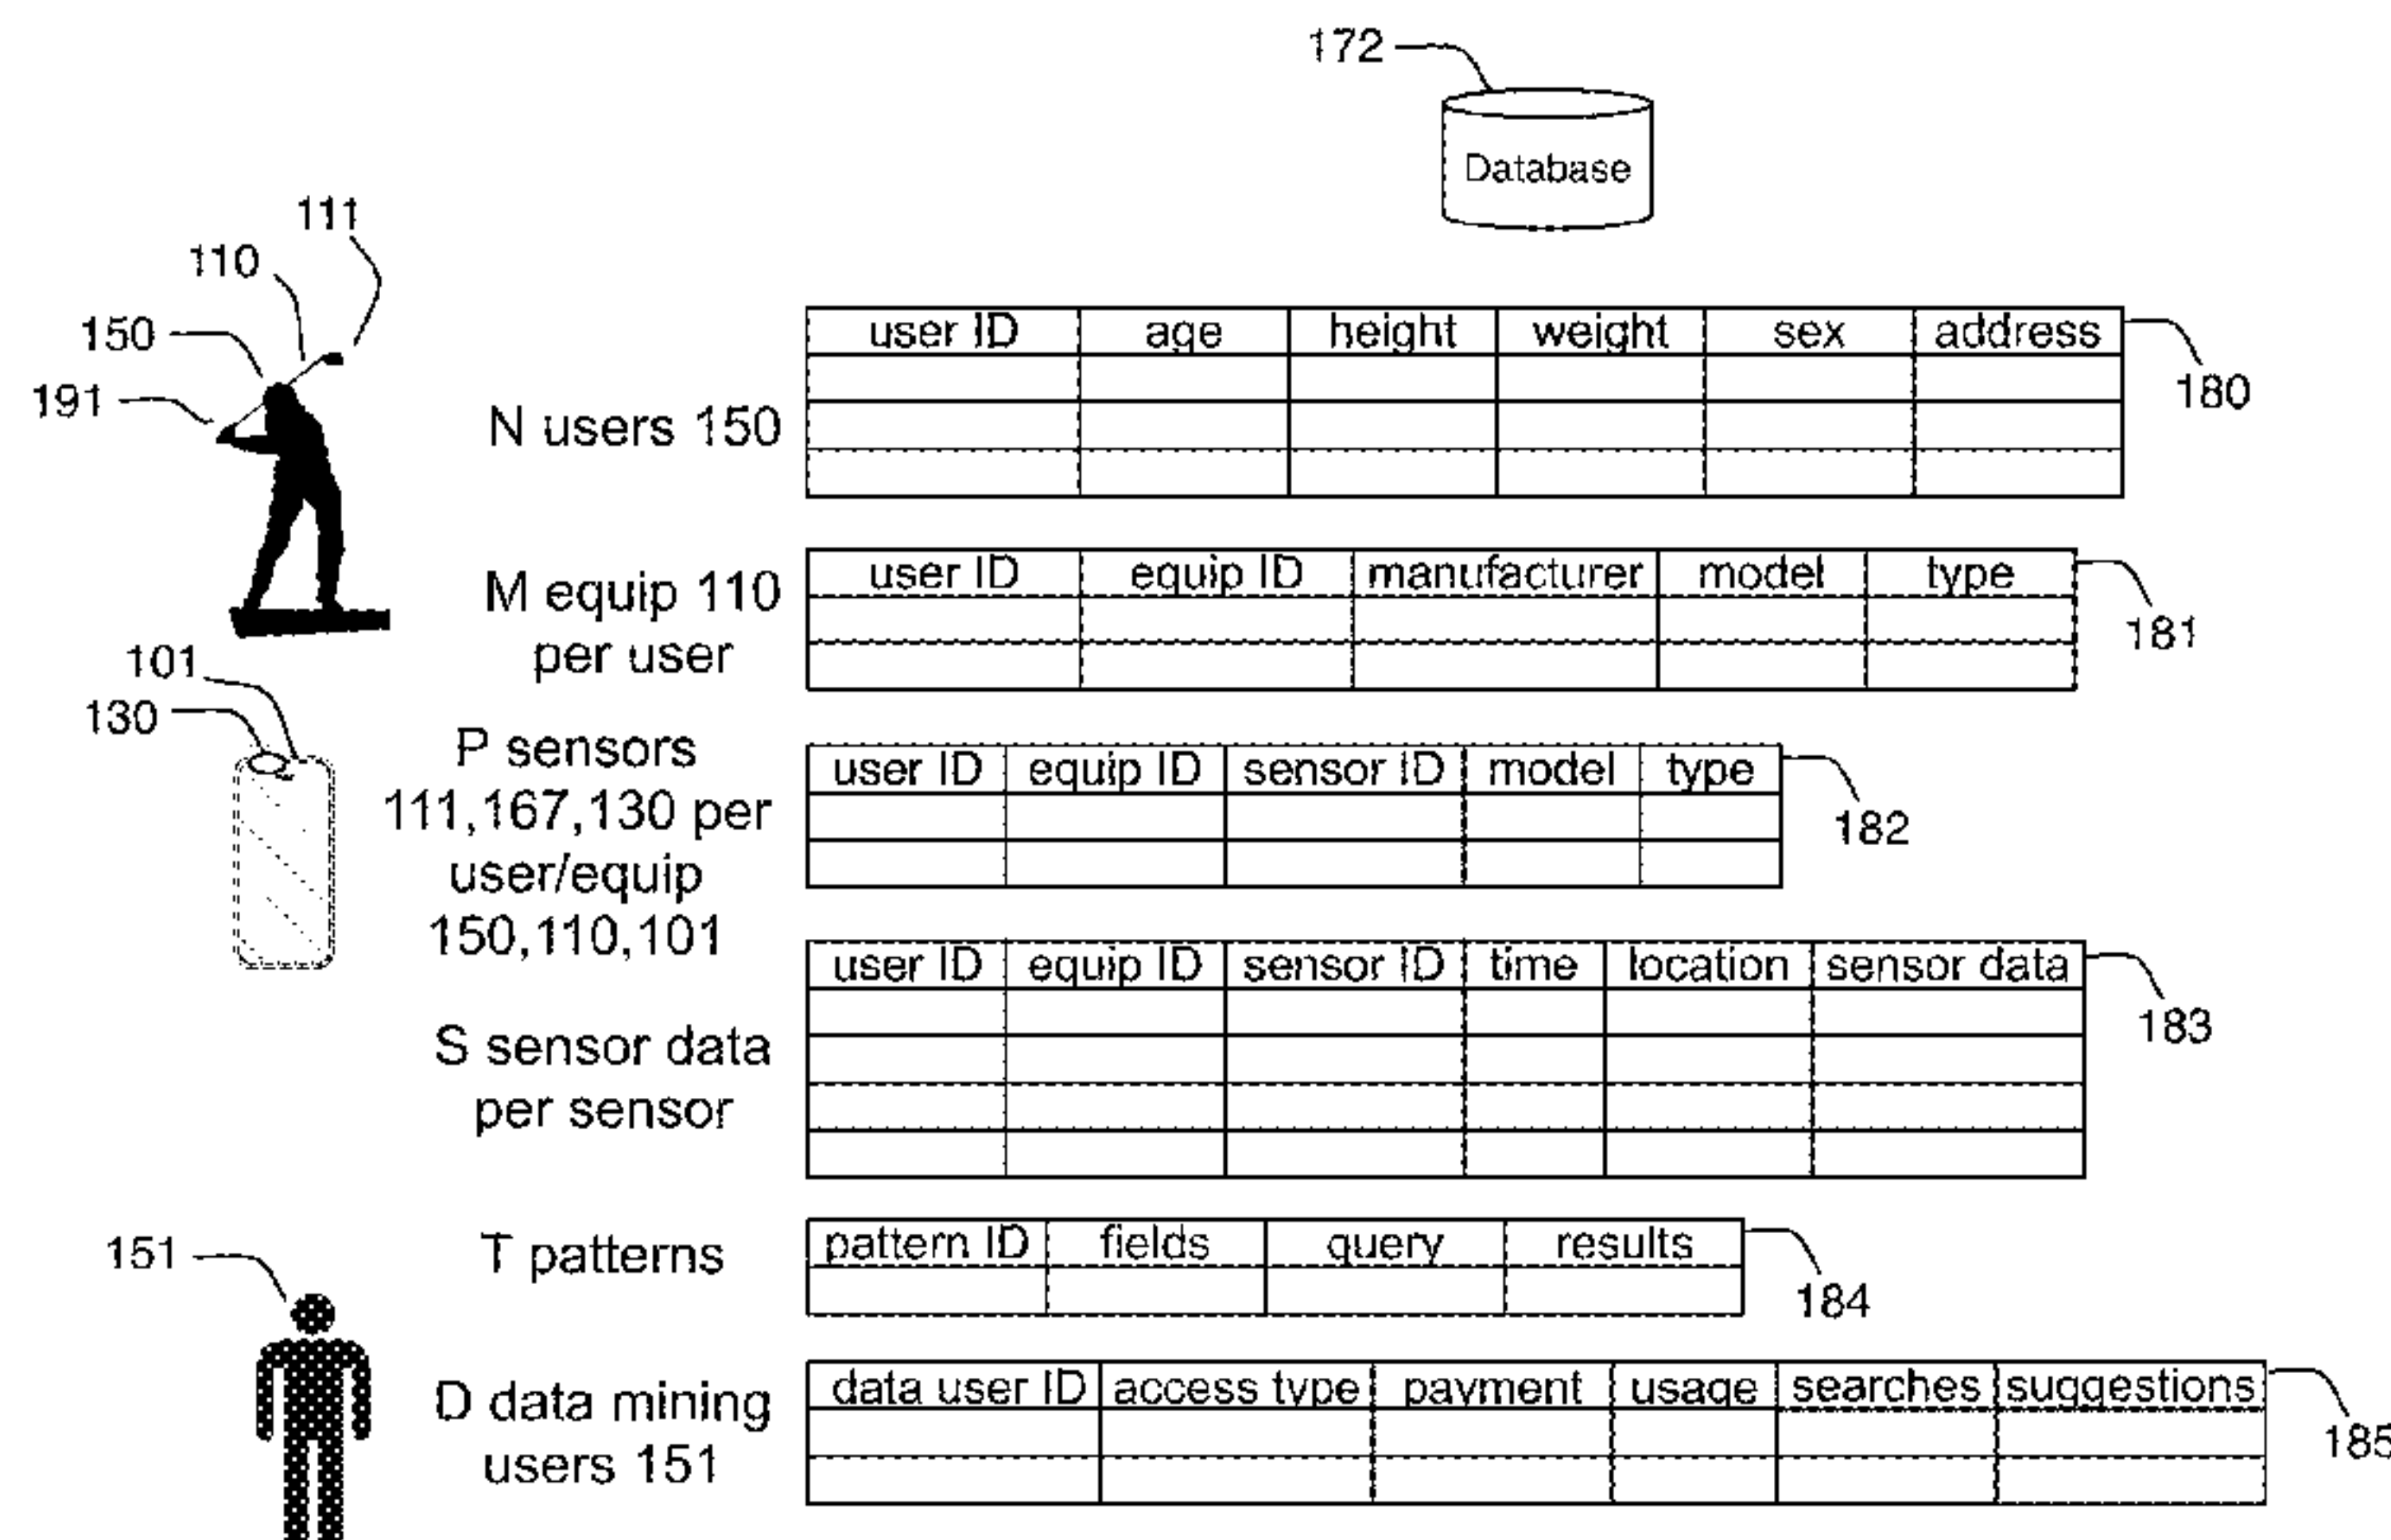 172
Database
111
110
150
191
user ID age height weight sex address
180
N users 150
user ID equip ID manufacturer model type
181
M equip 110
per user
101
130
P sensors
111,167,130 per
user/equip
150,110,101
user ID equip ID sensor ID model type
182
user ID equip ID sensor ID time location sensor data
183
S sensor data
per sensor
151
T patterns
pattern ID fields query results
184
D data mining
users 151
data user ID access type payment usage searches suggestions
185